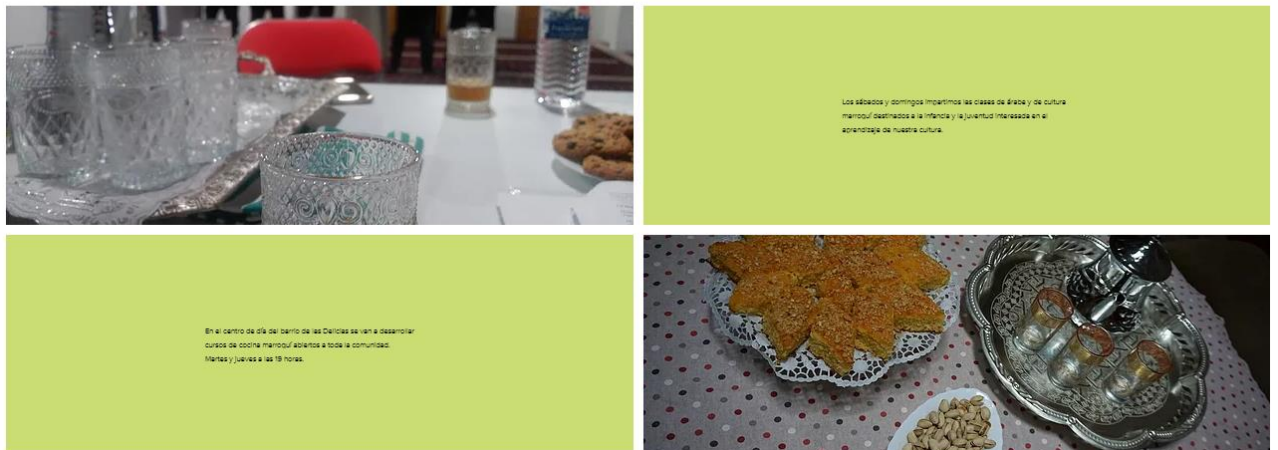 Los sábados y domingos impartimos las clases de árabe y de cultura
marroquí destinados a la infancia y la juventud interesada en el
aprendizaje de nuestra cultura.
En el centro de día del barrio de las Delicias se van a desarrollar
cursos de cocina marroquí abiertos a toda la comunidad.
Martes y jueves a las 19 horas.